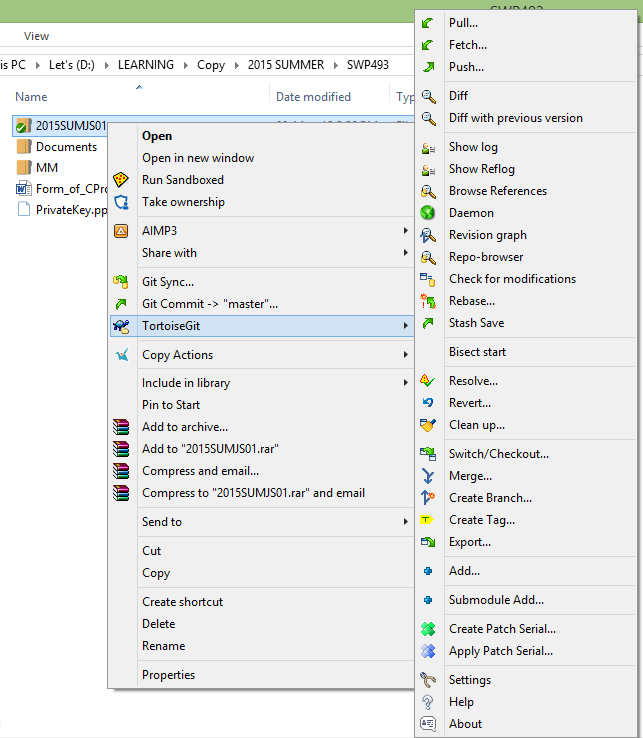 SWP493
View
is PC Let's (D:) LEARNING Copy 2015 SUMMER SWP493
Name Date modified Typ
2015SUMJS01
Documents
MM
Form_of_CPro
PrivateKey.pp
Open
Open in new window
Run Sandboxed
Take ownership
AIMP3
Share with
Git Sync...
Git Commit -> "master"...
TortoiseGit
Copy Actions
Include in library
Pin to Start
Add to archive...
Add to "2015SUMJS01.rar"
Compress and email...
Compress to "2015SUMJS01.rar" and email
Send to
Cut
Copy
Create shortcut
Delete
Rename
Properties
Pull...
Fetch...
Push...
Diff
Diff with previous version
Show log
Show Reflog
Browse References
Daemon
Revision graph
Repo-browser
Check for modifications
Rebase...
Stash Save
Bisect start
Resolve...
Revert...
Clean up...
Switch/Checkout...
Merge...
Create Branch...
Create Tag...
Export...
Add...
Submodule Add...
Create Patch Serial...
Apply Patch Serial...
Settings
Help
About